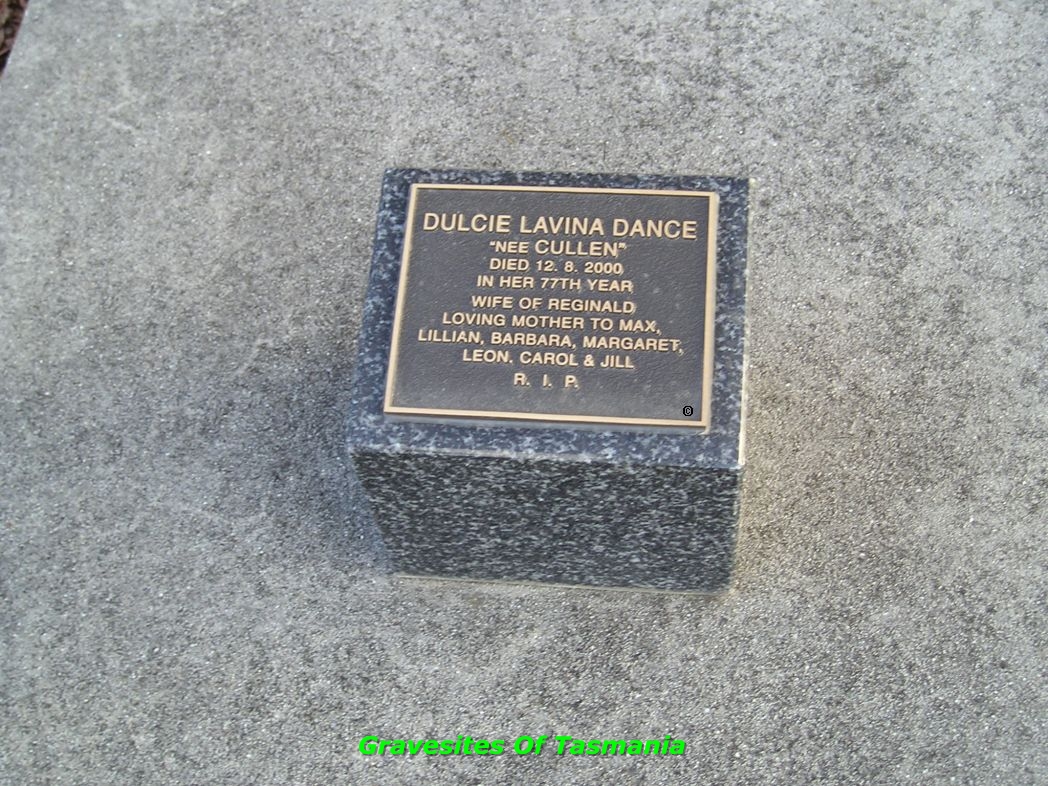 DULCIE LAVINA DANCE
"NEE CULLEN"
DIED 12. 8. 2000
IN HER 77TH YEAR
WIFE OF REGINALD
LOVING MOTHER TO MAX,
LILLIAN, BARBARA, MARGARET,
LEON, CAROL & JILL
R. I. P.
©
Gravesites Of Tasmania